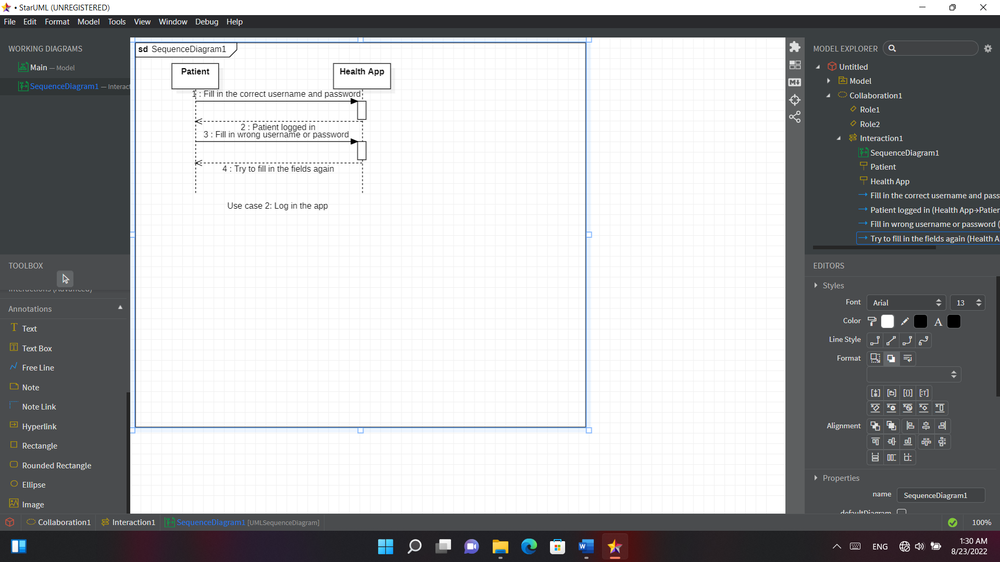 • StarUML (UNREGISTERED)
File Edit Format Model Tools View Window Debug Help
WORKING DIAGRAMS
Main — Model
SequenceDiagram1 — Interact
TOOLBOX
Interactions (Advanced)
Annotations
T Text
Text Box
Free Line
Note
Note Link
Hyperlink
Rectangle
Rounded Rectangle
Ellipse
Image
sd SequenceDiagram1
Patient Health App
1 : Fill in the correct username and password
2 : Patient logged in
3 : Fill in wrong username or password
4 : Try to fill in the fields again
Use case 2: Log in the app
MODEL EXPLORER
Untitled
Model
Collaboration1
Role1
Role2
Interaction1
SequenceDiagram1
Patient
Health App
Fill in the correct username and pass
Patient logged in (Health App→Patier
Fill in wrong username or password (
Try to fill in the fields again (Health A
EDITORS
Styles
Font Arial 13
Color A
Line Style
Format
Alignment
Properties
name SequenceDiagram1
defaultDiagram
Collaboration1 Interaction1 SequenceDiagram1 [UMLSequenceDiagram] 100%
ENG 1:30 AM
8/23/2022